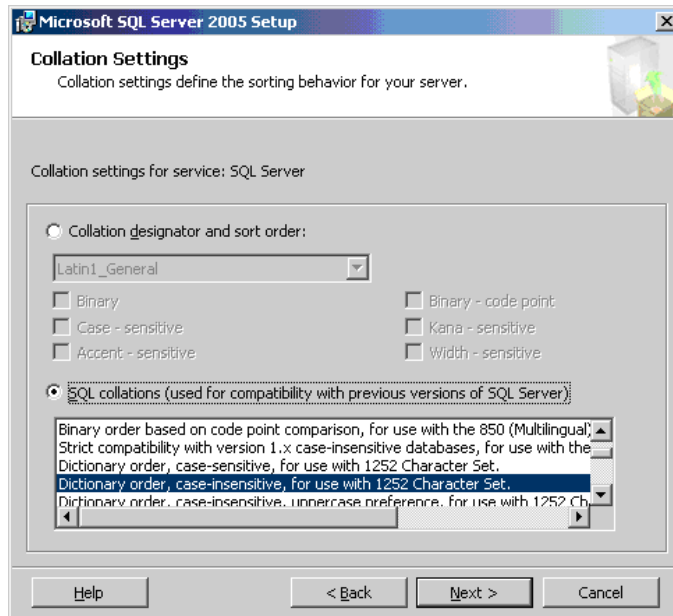 Microsoft SQL Server 2005 Setup
Collation Settings
Collation settings define the sorting behavior for your server.
Collation settings for service: SQL Server
Collation designator and sort order:
Latin1_General
Binary
Binary - code point
Case - sensitive
Kana - sensitive
Accent - sensitive
Width - sensitive
SQL collations (used for compatibility with previous versions of SQL Server)
Binary order based on code point comparison, for use with the 850 (Multilingual)
Strict compatibility with version 1.x case-insensitive databases, for use with the
Dictionary order, case-sensitive, for use with 1252 Character Set.
Dictionary order, case-insensitive, for use with 1252 Character Set.
Dictionary order, case-insensitive, uppercase preference, for use with 1252 Ch
Help
< Back
Next >
Cancel